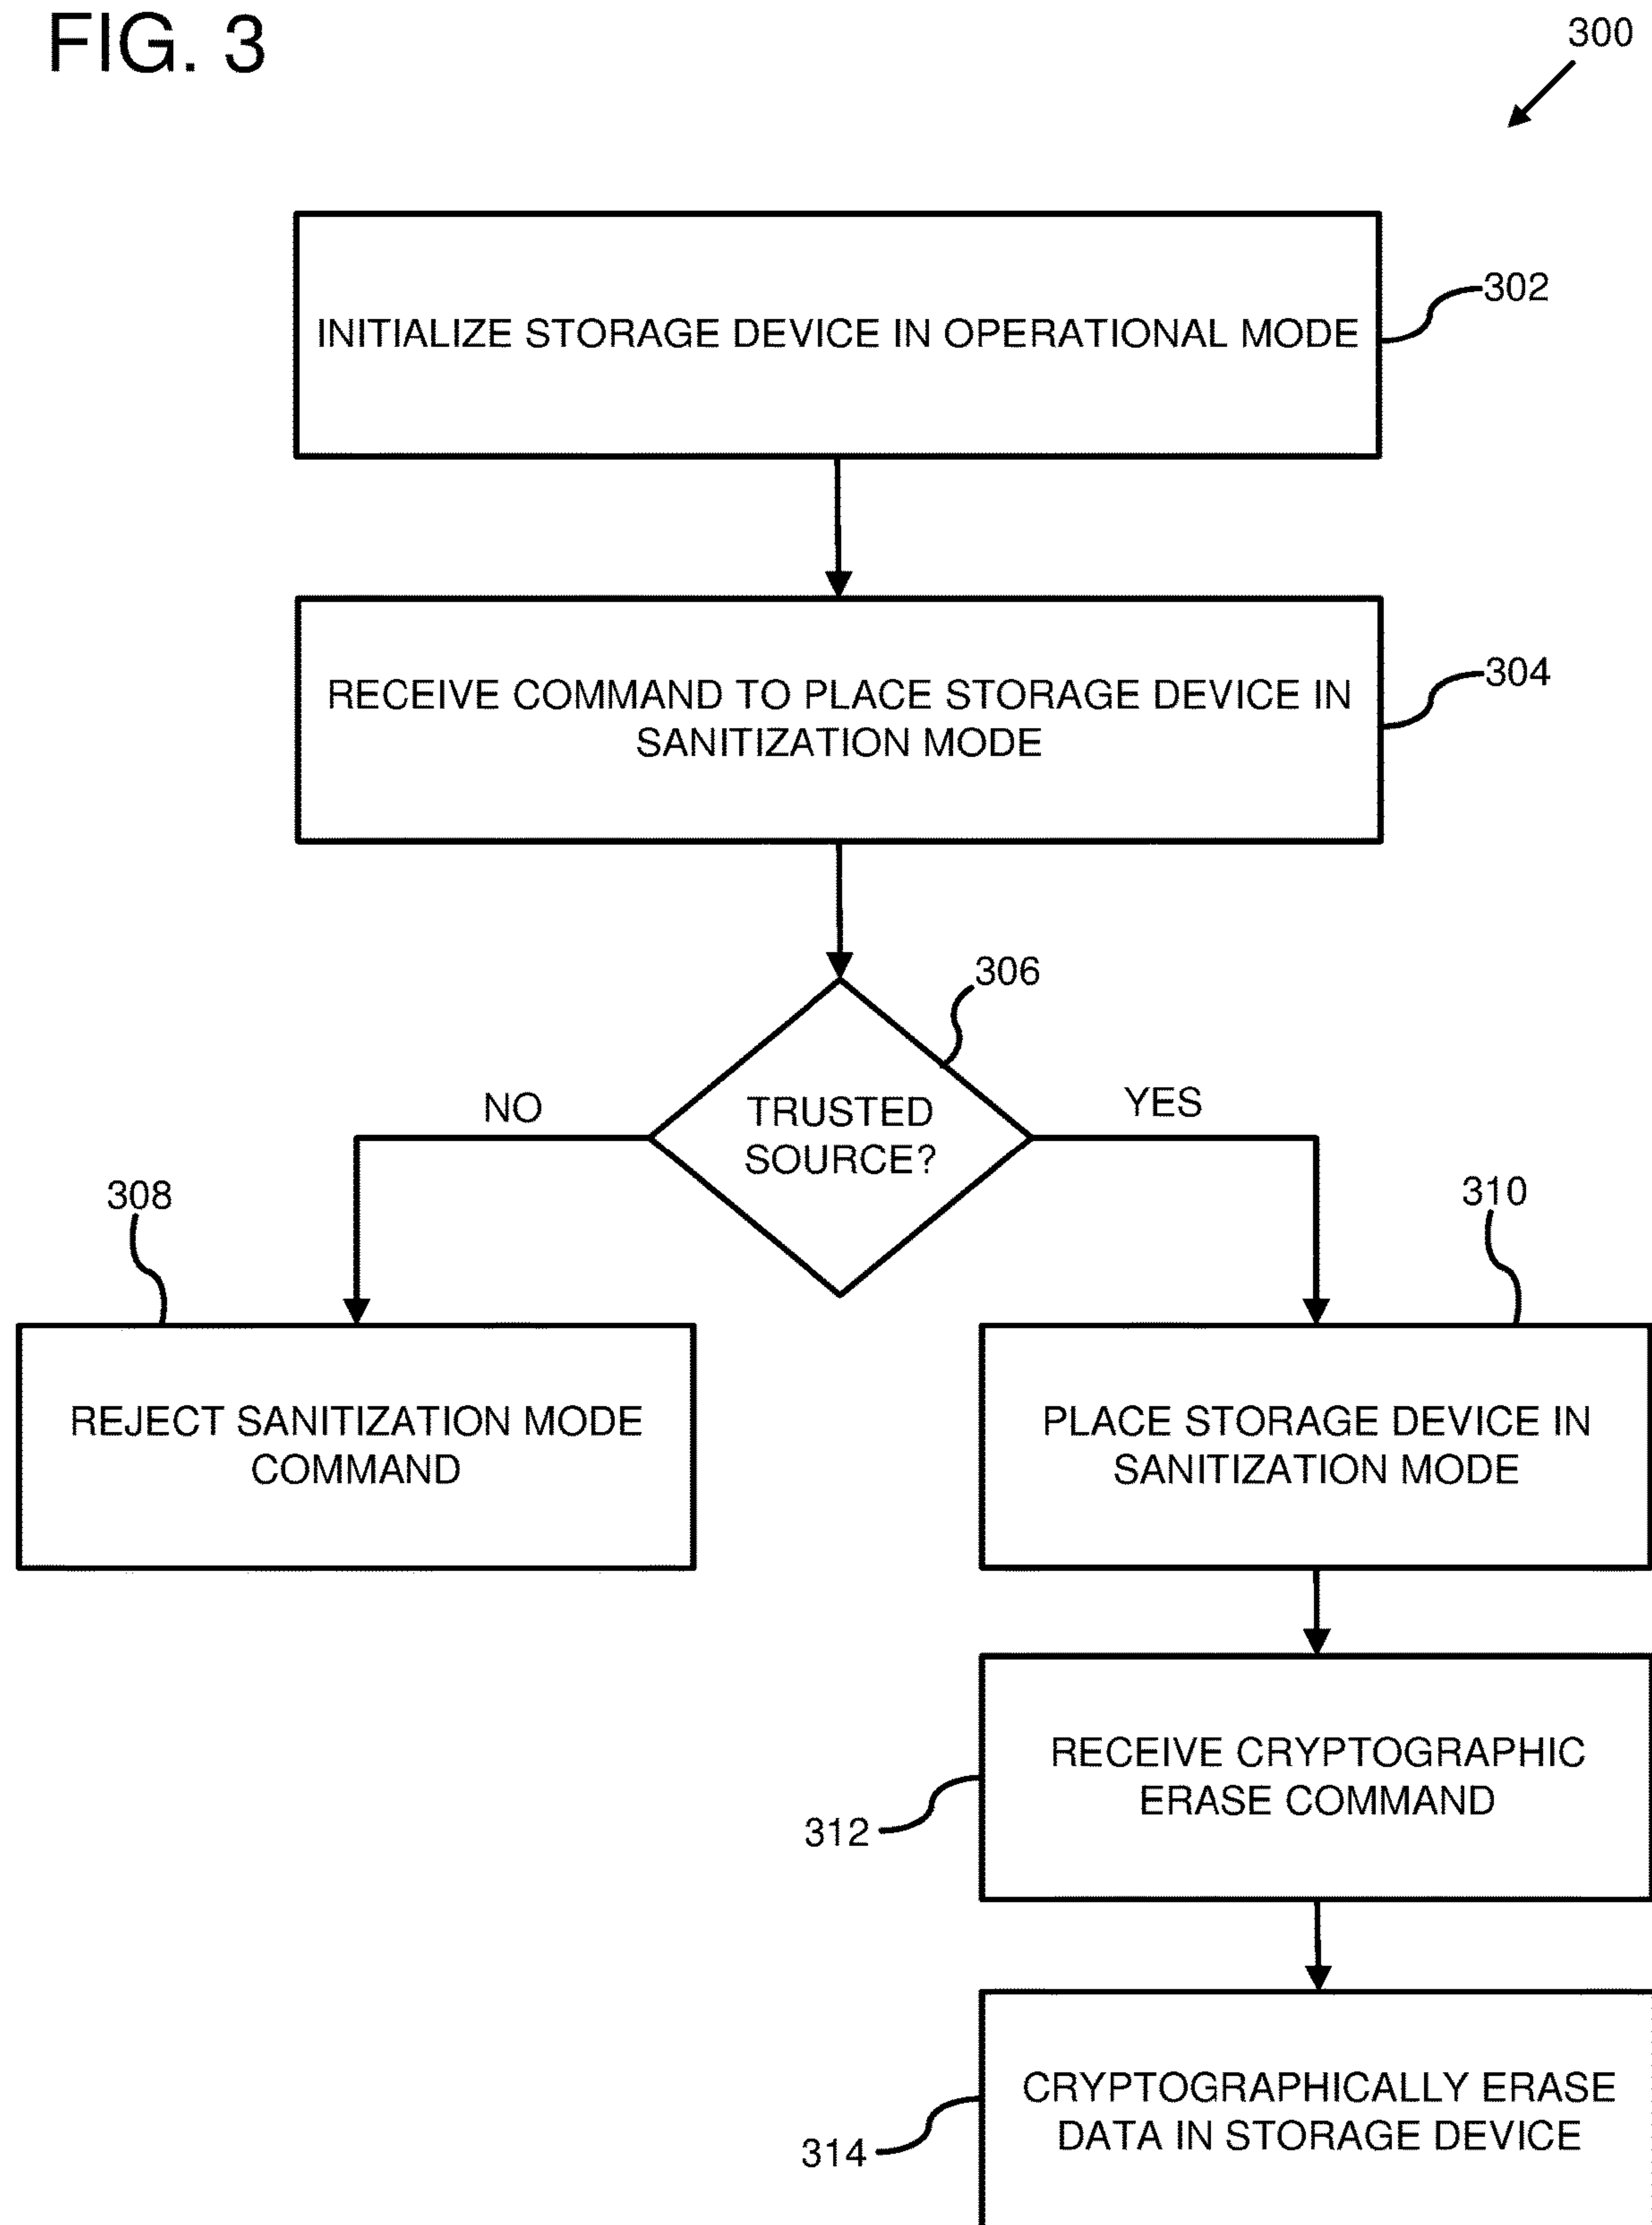 FIG. 3
300
INITIALIZE STORAGE DEVICE IN OPERATIONAL MODE
302
RECEIVE COMMAND TO PLACE STORAGE DEVICE IN
SANITIZATION MODE
304
306
TRUSTED
SOURCE?
NO
YES
308
310
REJECT SANITIZATION MODE
COMMAND
PLACE STORAGE DEVICE IN
SANITIZATION MODE
RECEIVE CRYPTOGRAPHIC
ERASE COMMAND
312
CRYPTOGRAPHICALLY ERASE
DATA IN STORAGE DEVICE
314